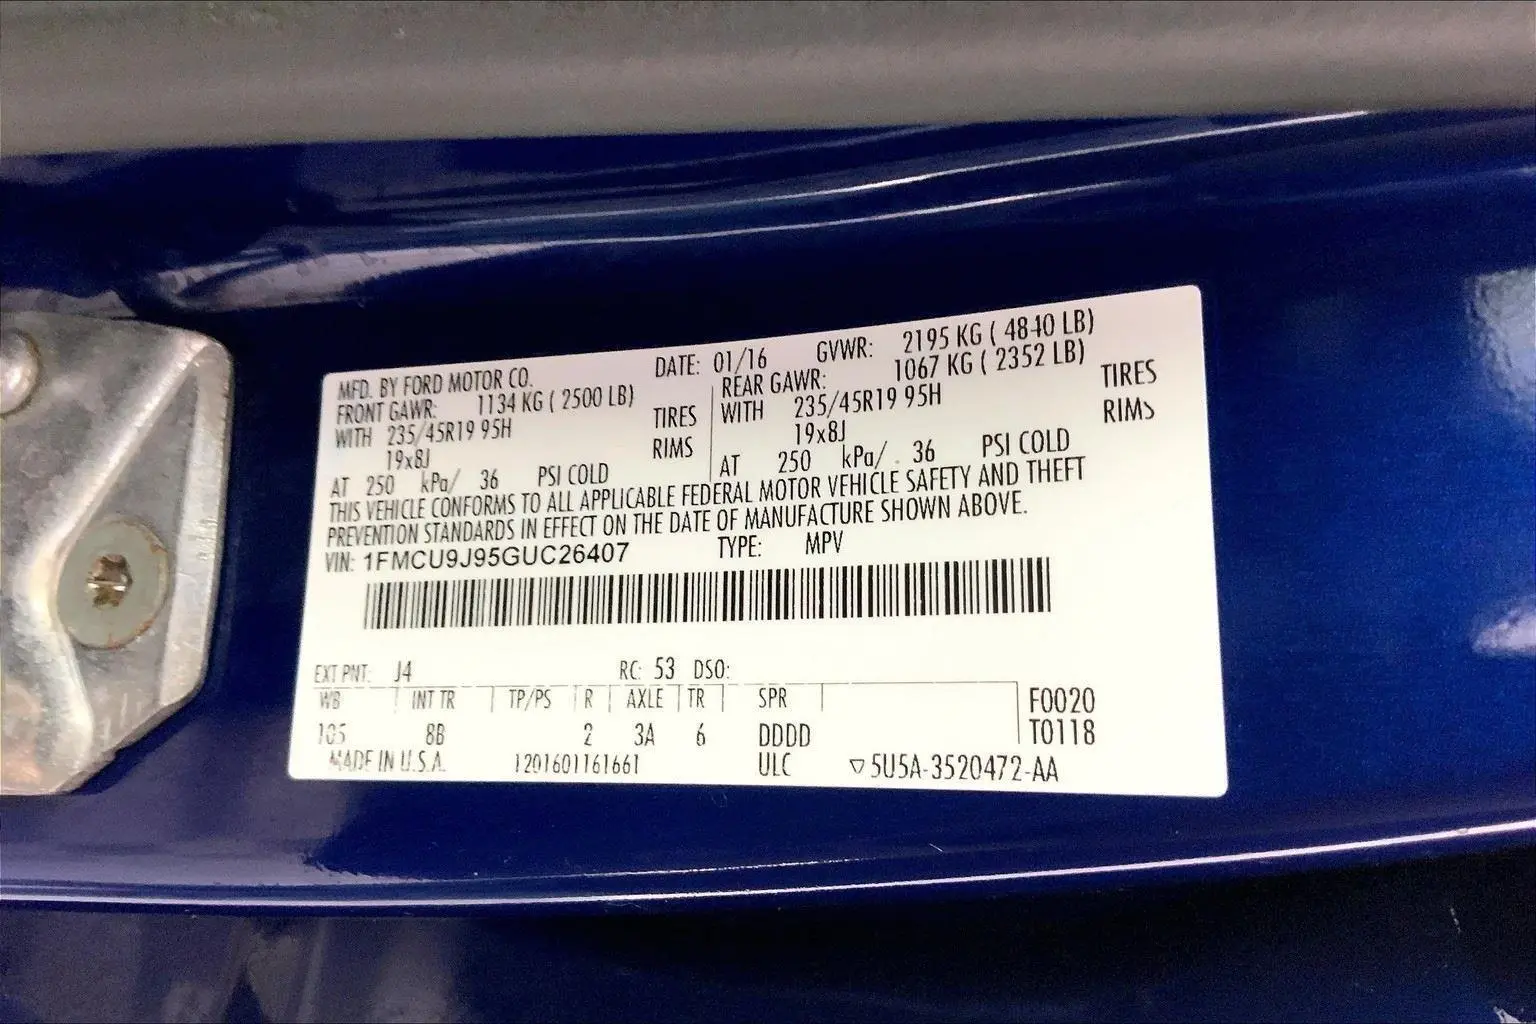 MFD. BY FORD MOTOR CO. DATE: 01/16 GVWR: 2195 KG ( 4840 LB)
FRONT GAWR: 1134 KG ( 2500 LB) REAR GAWR: 1067 KG ( 2352 LB)
WITH 235/45R19 95H TIRES WITH 235/45R19 95H TIRES
19x8J RIMS 19x8J RIMS
AT 250 kPa/ 36 PSI COLD AT 250 kPa/ 36 PSI COLD
THIS VEHICLE CONFORMS TO ALL APPLICABLE FEDERAL MOTOR VEHICLE SAFETY AND THEFT
PREVENTION STANDARDS IN EFFECT ON THE DATE OF MANUFACTURE SHOWN ABOVE.
VIN: 1FMCU9J95GUC26407 TYPE: MPV
EXT PNT: J4 RC: 53 DSO:
WB INT TR TP/PS R AXLE TR SPR F0020
105 8B 2 3A 6 DDDD T0118
MADE IN U.S.A. 1201601161661 ULC ▽5U5A-3520472-AA